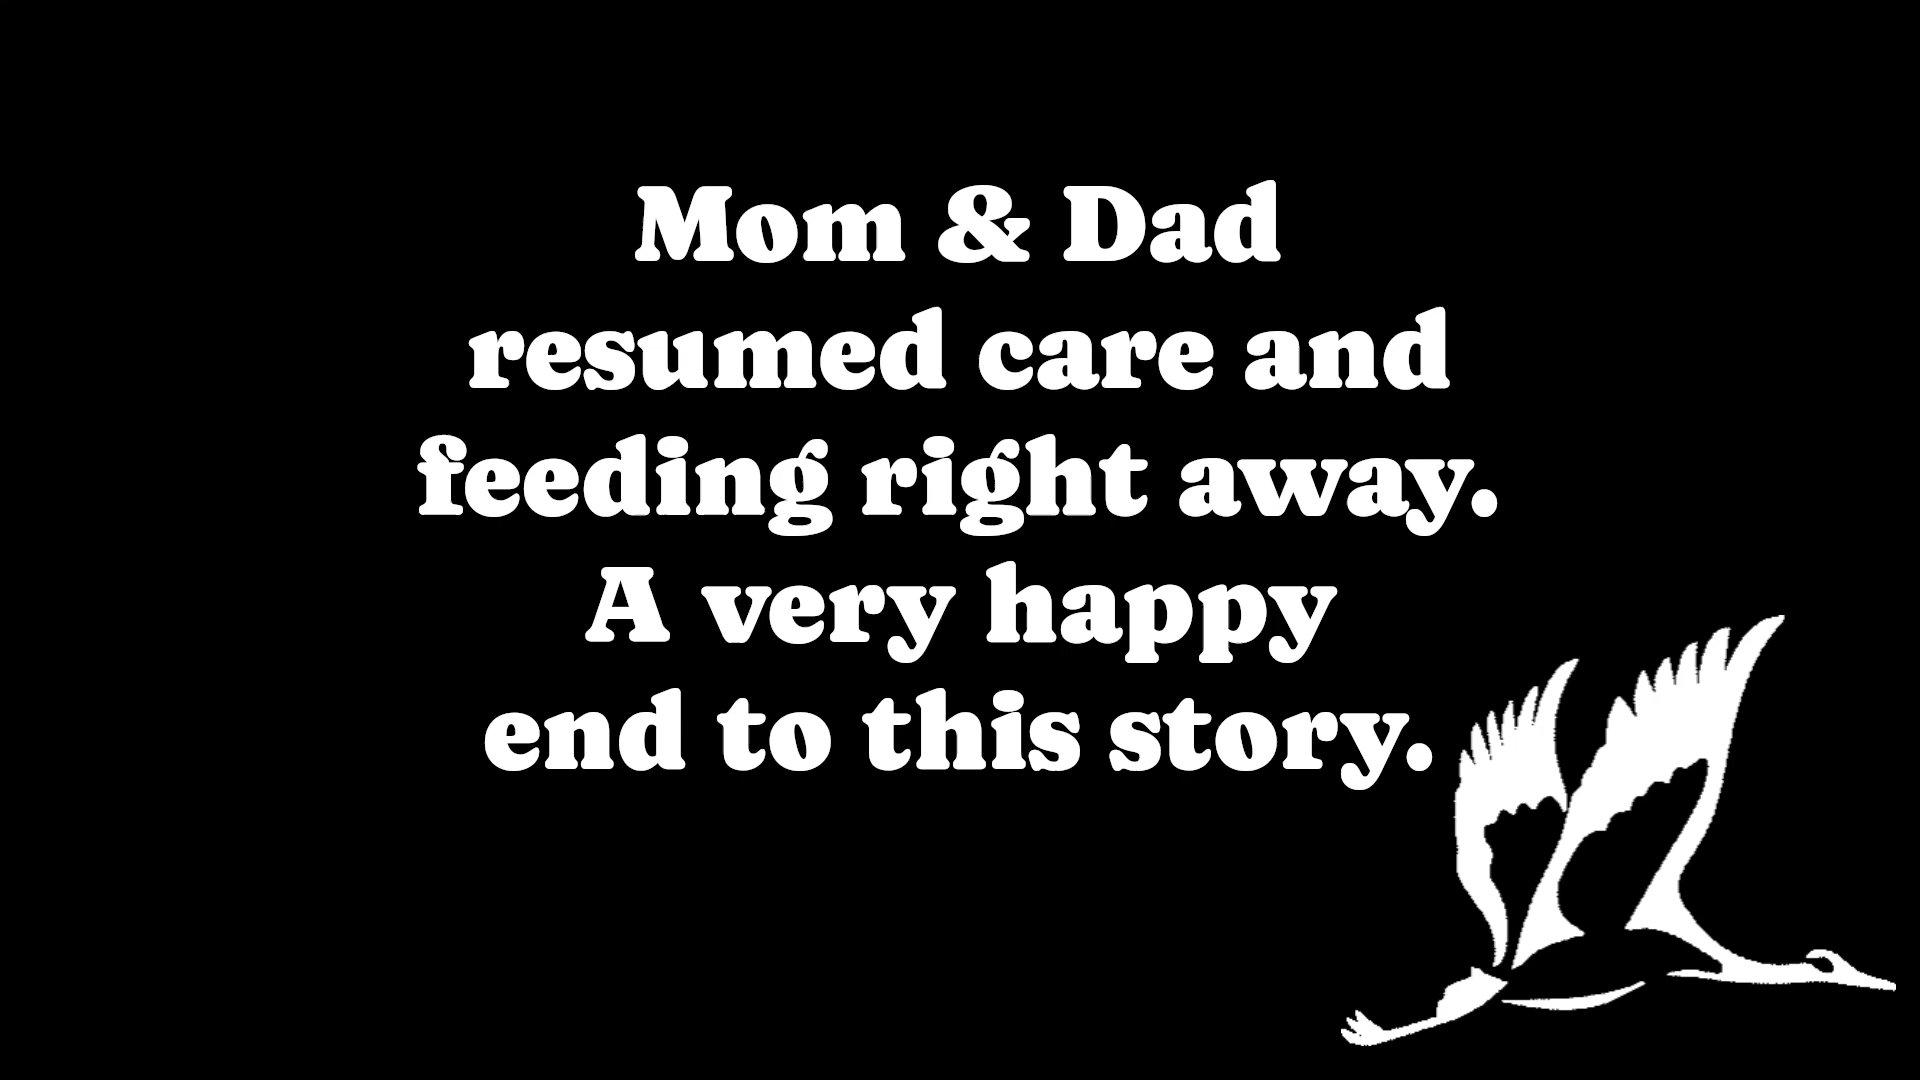 Mom & Dad
resumed care and
feeding right away.
A very happy
end to this story.